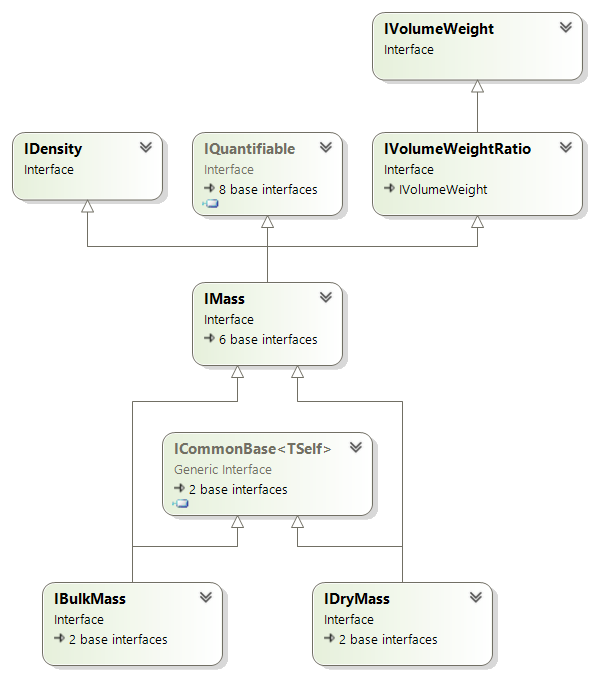 IVolumeWeight
Interface
IDensity
Interface
IQuantifiable
Interface
8 base interfaces
IVolumeWeightRatio
Interface
IVolumeWeight
IMass
Interface
6 base interfaces
ICommonBase<TSelf>
Generic Interface
2 base interfaces
IBulkMass
Interface
2 base interfaces
IDryMass
Interface
2 base interfaces